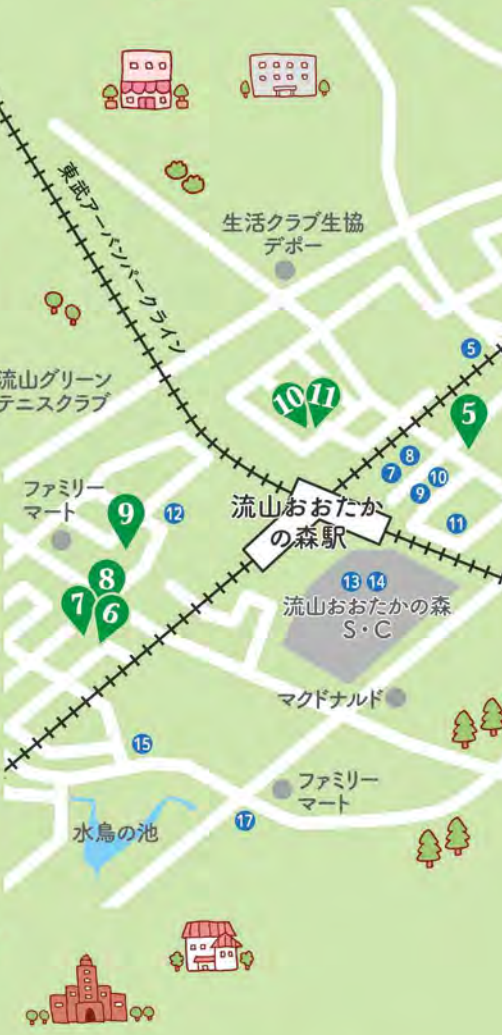 生活クラブ生協
デポー
東武アーバンパークライン
流山グリーン
テニスクラブ
5
10
11
5
8
7
10
9
11
ファミリー
マート
9
12
流山おおたか
の森駅
8
7
6
13
14
流山おおたかの森
S・C
マクドナルド
15
ファミリー
マート
17
水鳥の池